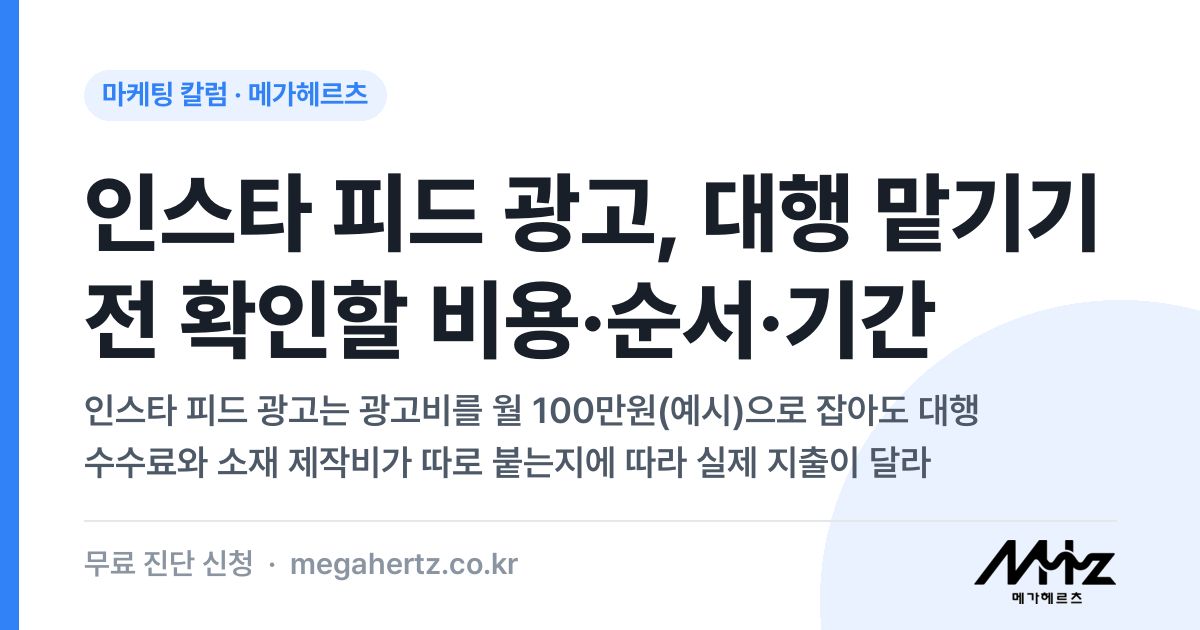 마케팅 칼럼 · 메가헤르츠
인스타 피드 광고, 대행 맡기기
전 확인할 비용·순서·기간
인스타 피드 광고는 광고비를 월 100만원(예시)으로 잡아도 대행
수수료와 소재 제작비가 따로 붙는지에 따라 실제 지출이 달라
무료 진단 신청 · megahertz.co.kr
MHz
메가헤르츠